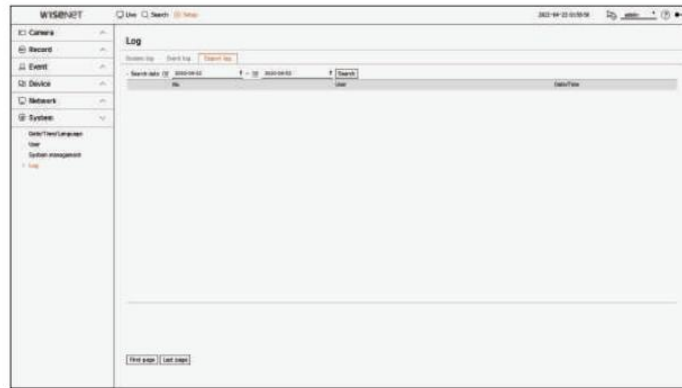 WISENET
Live Search Setup
admin
Camera
Record
Event
Device
Network
System
Date/Time/Language
User
System management
Log
Log
System log Event log Export log
Search date
Search
No. User Date/Time
First page Last page